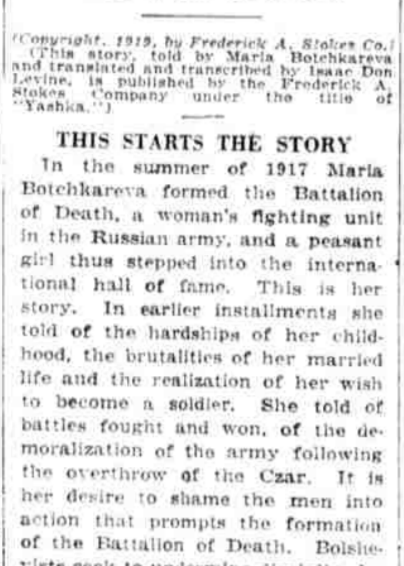 (Copyright, 1919, by Frederick A. Stokes Co.)
(This story, told by Maria Botchkareva
and translated and transcribed by Isaac Don
Levine, is published by the Frederick A.
Stokes Company under the title of
"Yashka.")
THIS STARTS THE STORY
In the summer of 1917 Maria
Botchkareva formed the Battalion
of Death, a woman's fighting unit
in the Russian army, and a peasant
girl thus stepped into the interna-
tional hall of fame. This is her
story. In earlier installments she
told of the hardships of her child-
hood, the brutalities of her married
life and the realization of her wish
to become a soldier. She told of
battles fought and won, of the de-
moralization of the army following
the overthrow of the Czar. It is
her desire to shame the men into
action that prompts the formation
of the Battalion of Death. Bolshe-
vists seek to undermine